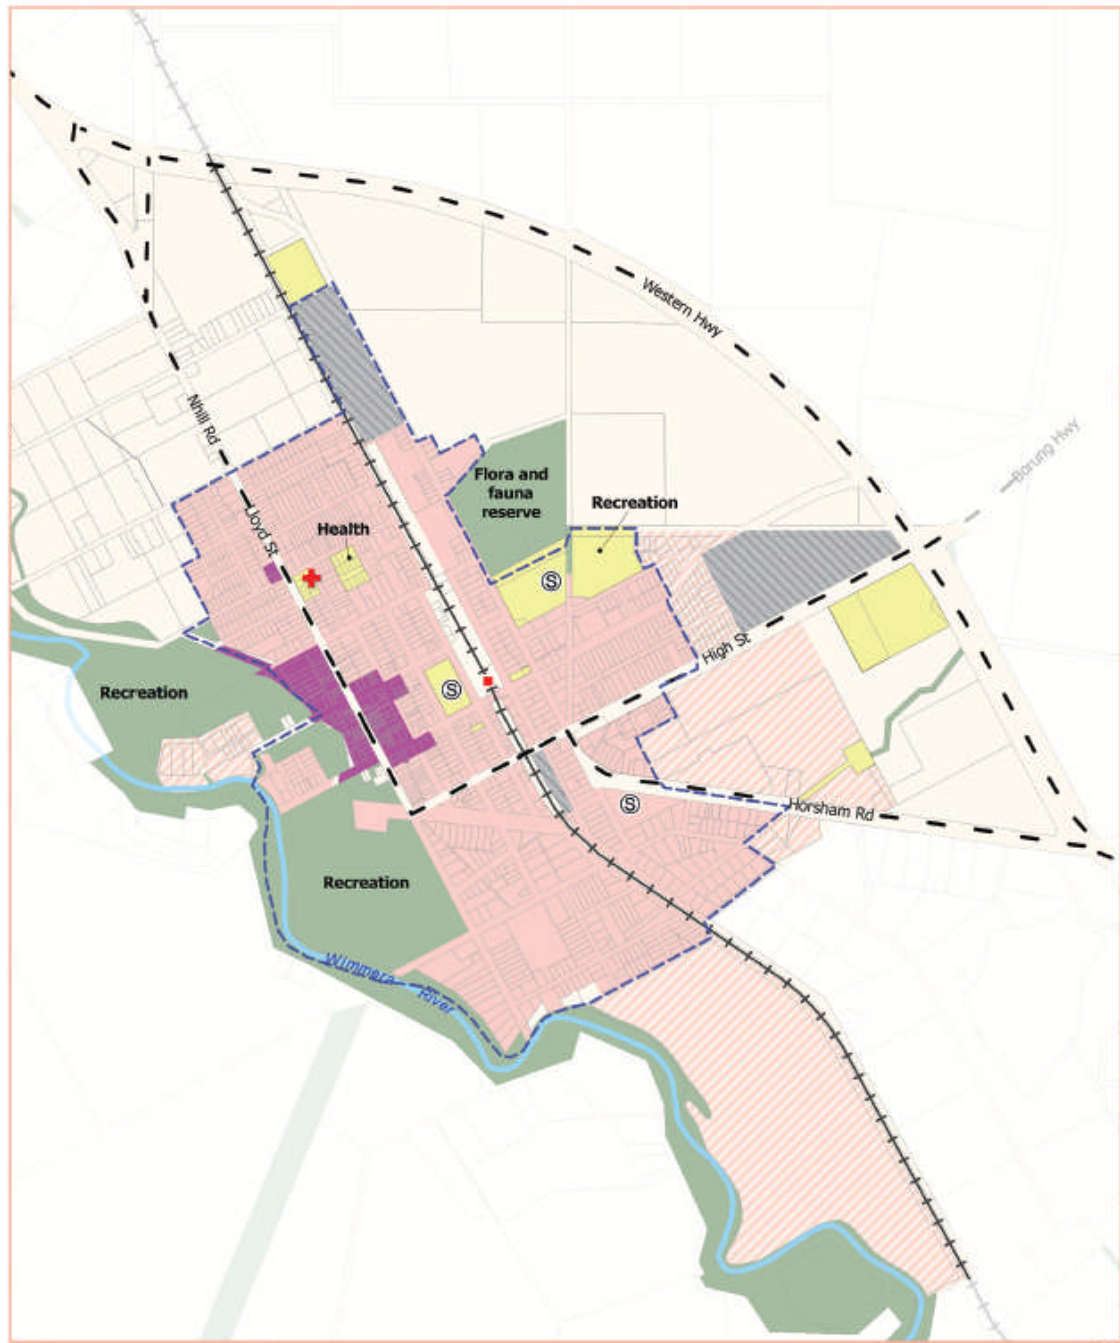 Western Hwy
Nhill Rd
Borung Hwy
Flora and
fauna
reserve
Recreation
Lloyd St
Health
S
High St
Recreation
S
Horsham Rd
S
Recreation
Wimmera
River